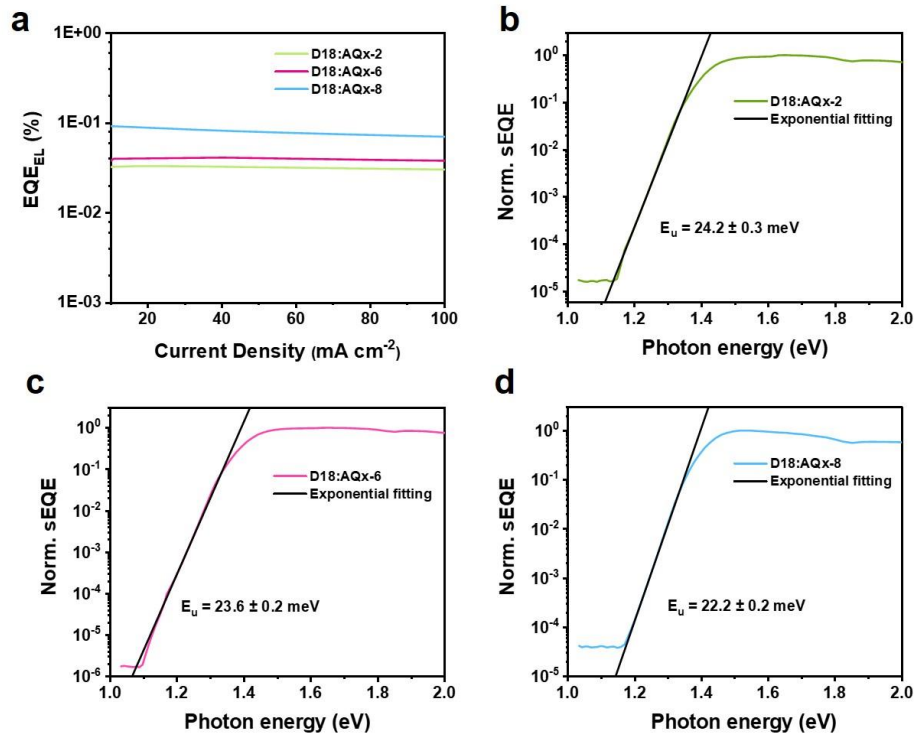 a
1E+00
1E-01
1E-02
1E-03
EQE_EL (%)
D18:AQx-2
D18:AQx-6
D18:AQx-8
20 40 60 80 100
Current Density (mA cm⁻²)
b
10⁰
10⁻¹
10⁻²
10⁻³
10⁻⁴
10⁻⁵
Norm. sEQE
D18:AQx-2
Exponential fitting
E_u = 24.2 ± 0.3 meV
1.0 1.2 1.4 1.6 1.8 2.0
Photon energy (eV)
c
10⁰
10⁻¹
10⁻²
10⁻³
10⁻⁴
10⁻⁵
10⁻⁶
Norm. sEQE
D18:AQx-6
Exponential fitting
E_u = 23.6 ± 0.2 meV
1.0 1.2 1.4 1.6 1.8 2.0
Photon energy (eV)
d
10⁰
10⁻¹
10⁻²
10⁻³
10⁻⁴
10⁻⁵
Norm. sEQE
D18:AQx-8
Exponential fitting
E_u = 22.2 ± 0.2 meV
1.0 1.2 1.4 1.6 1.8 2.0
Photon energy (eV)